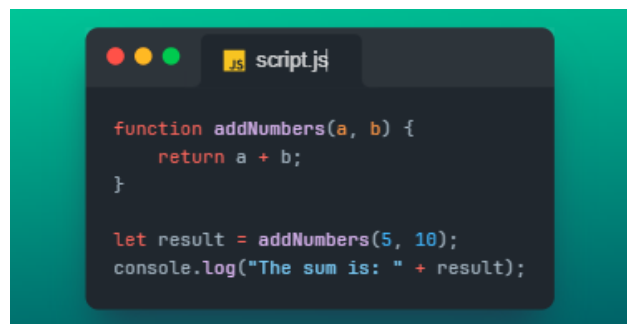 JS script.js
function addNumbers(a, b) {
    return a + b;
}
let result = addNumbers(5, 10);
console.log("The sum is: " + result);